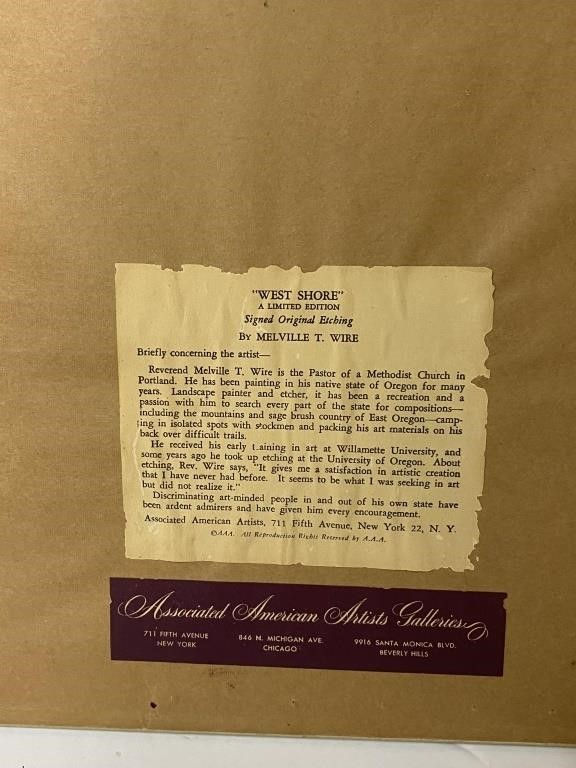 "WEST SHORE"
A LIMITED EDITION
Signed Original Etching
BY MELVILLE T. WIRE
Briefly concerning the artist—
Reverend Melville T. Wire is the Pastor of a Methodist Church in
Portland. He has been painting in his native state of Oregon for many
years. Landscape painter and etcher, it has been a recreation and a
passion with him to search every part of the state for compositions—
including the mountains and sage brush country of East Oregon—camp-
ing in isolated spots with stockmen and packing his art materials on his
back over difficult trails.
He received his early t.aining in art at Willamette University, and
some years ago he took up etching at the University of Oregon. About
etching, Rev. Wire says, "It gives me a satisfaction in artistic creation
that I have never had before. It seems to be what I was seeking in art
but did not realize it."
Discriminating art-minded people in and out of his own state have
been ardent admirers and have given him every encouragement.
Associated American Artists, 711 Fifth Avenue, New York 22, N. Y.
©AAA. All Reproduction Rights Reserved by A.A.A.
Associated American Artists Galleries
711 FIFTH AVENUE
NEW YORK
846 N. MICHIGAN AVE.
CHICAGO
9916 SANTA MONICA BLVD.
BEVERLY HILLS